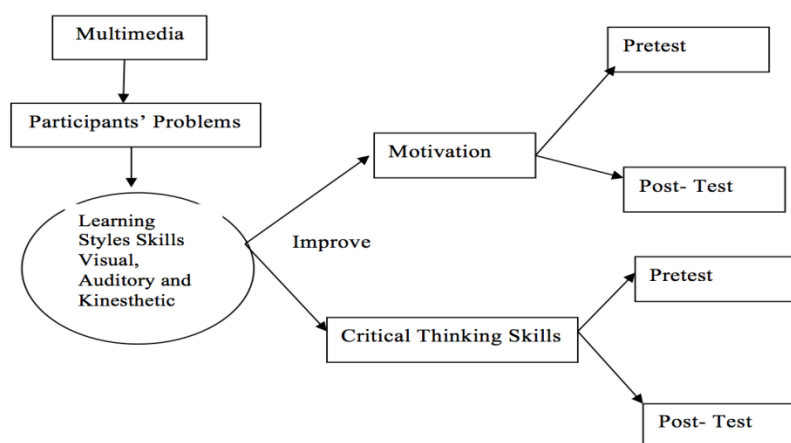 Multimedia
Participants’ Problems
Learning
Styles Skills
Visual,
Auditory and
Kinesthetic
Improve
Motivation
Pretest
Post- Test
Critical Thinking Skills
Pretest
Post- Test